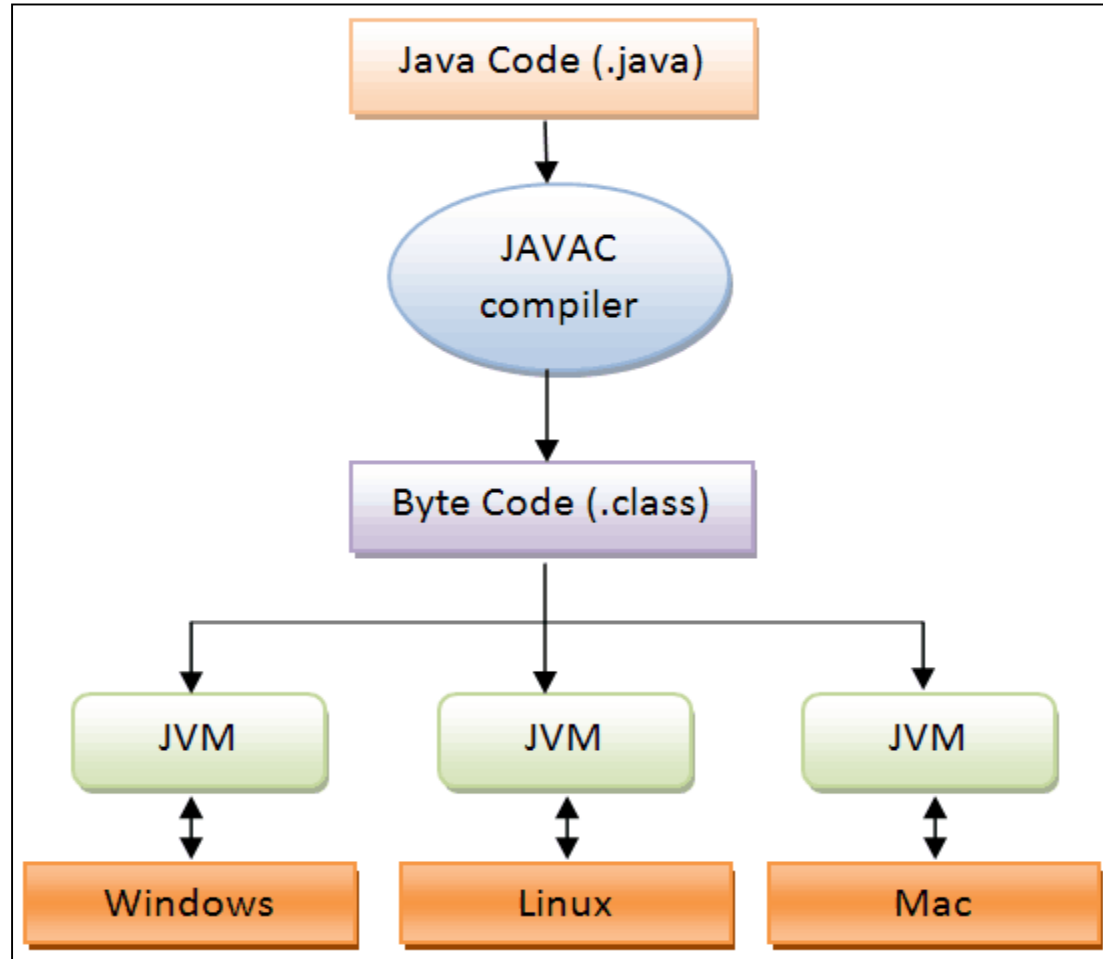 Java Code (.java)
JAVAC
compiler
Byte Code (.class)
JVM
JVM
JVM
Windows
Linux
Mac